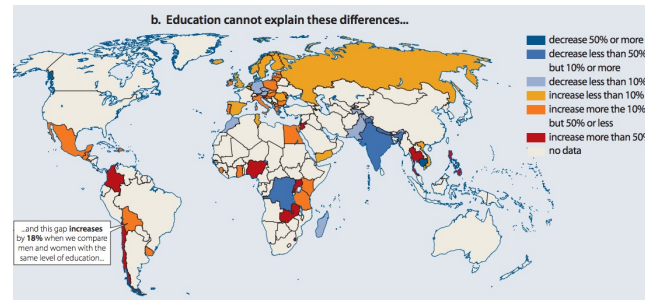 b. Education cannot explain these differences...
decrease 50% or more
decrease less than 50%
but 10% or more
decrease less than 10%
increase less than 10%
increase more the 10%
but 50% or less
increase more than 50%
no data
...and this gap increases
by 18% when we compare
men and women with the
same level of education...